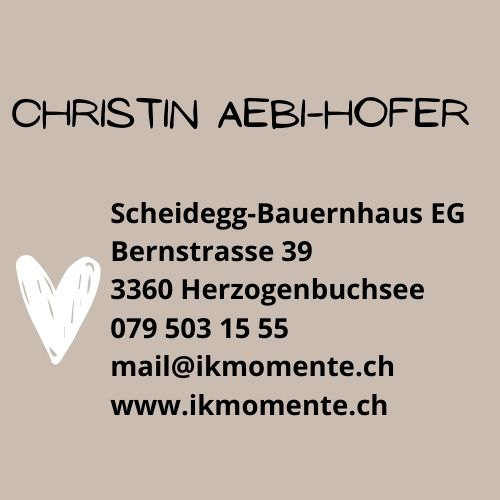 CHRISTIN AEBI-HOFER
Scheidegg-Bauernhaus EG
Bernstrasse 39
3360 Herzogenbuchsee
079 503 15 55
mail@ikmomente.ch
www.ikmomente.ch